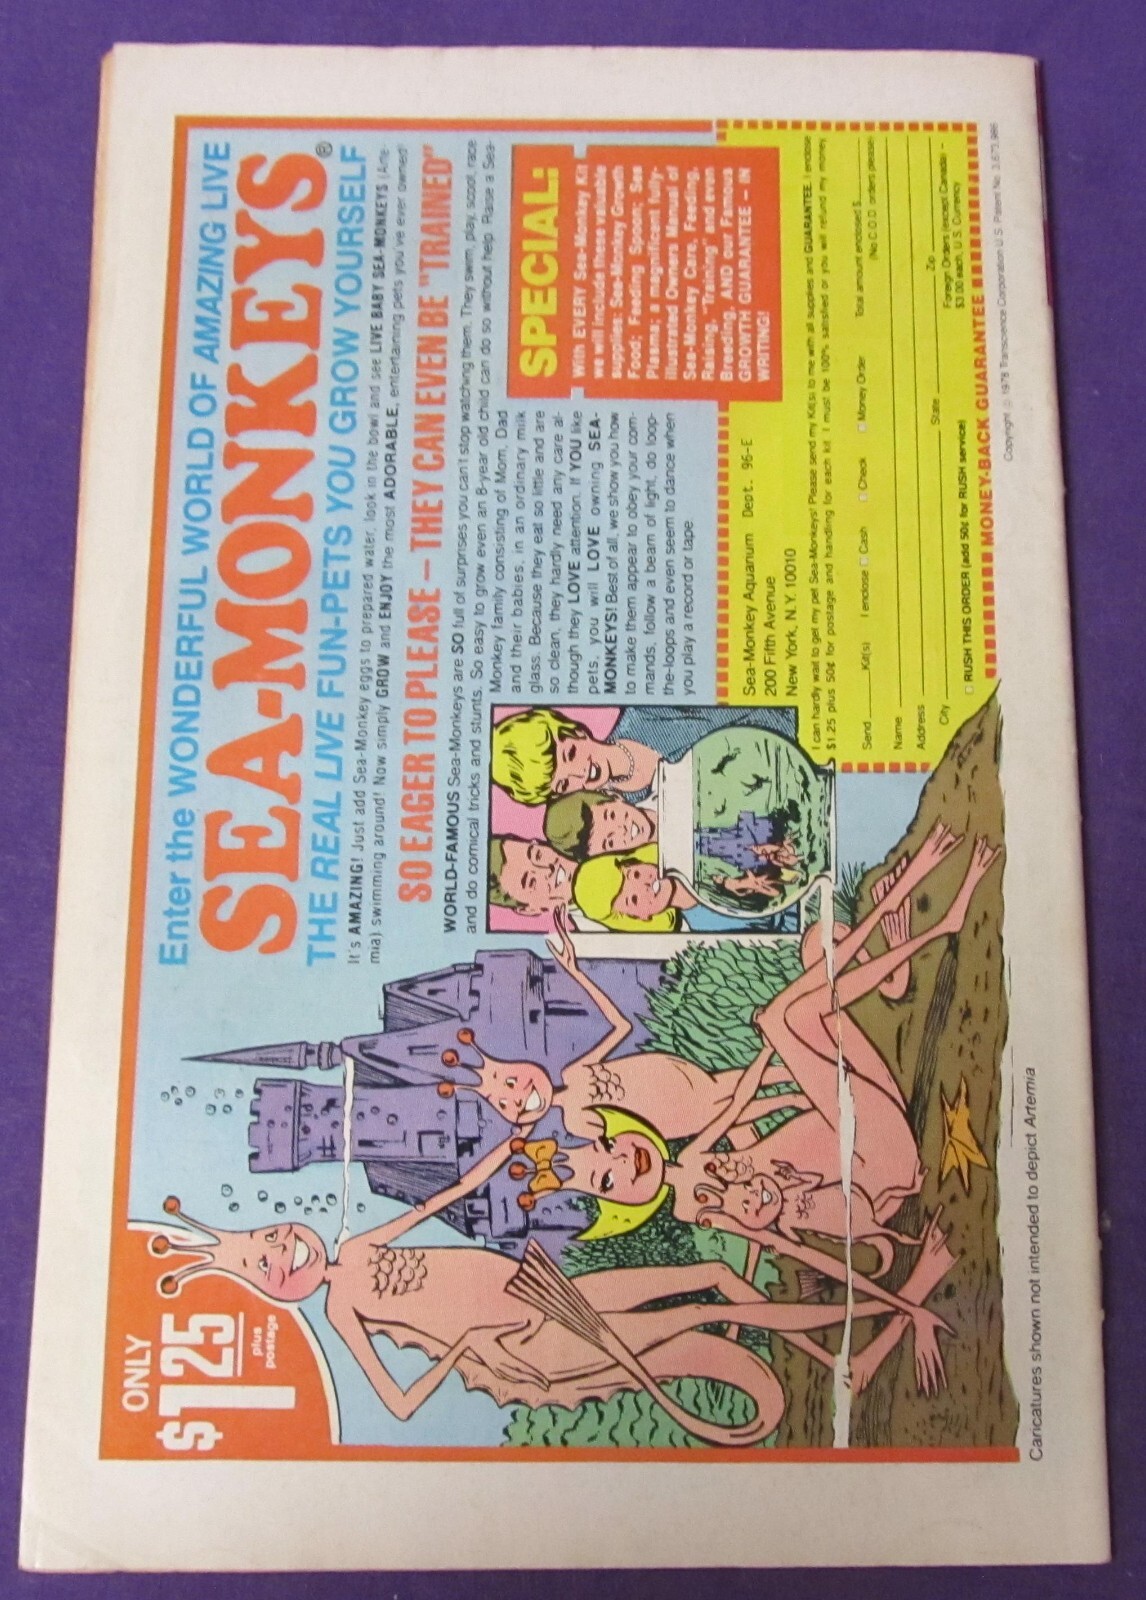 ONLY
$1.25
plus
postage
Enter the WONDERFUL WORLD OF AMAZING LIVE
SEA-MONKEYS®
THE REAL LIVE FUN-PETS YOU GROW YOURSELF
It's AMAZING! Just add Sea-Monkey eggs to prepared water, look in the bowl and see LIVE BABY SEA-MONKEYS (Arte-
mia) swimming around! Now simply GROW and ENJOY the most ADORABLE, entertaining pets you've ever owned!
SO EAGER TO PLEASE – THEY CAN EVEN BE "TRAINED"
WORLD-FAMOUS Sea-Monkeys are SO full of surprises you can't stop watching them. They swim, play, scoot, race
and do comical tricks and stunts. So easy to grow even an 8-year old child can do so without help. Raise a Sea-
Monkey family consisting of Mom, Dad
and their babies, in an ordinary milk
glass. Because they eat so little and are
so clean, they hardly need any care al-
though they LOVE attention. If YOU like
pets, you will LOVE owning SEA-
MONKEYS! Best of all, we show you how
to make them appear to obey your com-
mands, follow a beam of light, do loop-
the-loops and even seem to dance when
you play a record or tape.
SPECIAL:
With EVERY Sea-Monkey Kit
we will include these valuable
supplies: Sea-Monkey Growth
Food; Feeding Spoon; Sea
Plasma; a magnificent fully-
illustrated Owners Manual of
Sea-Monkey Care, Feeding,
Raising, "Training" and even
Breeding, AND our Famous
GROWTH GUARANTEE – IN
WRITING!
Sea-Monkey Aquarium Dept. 96-E
200 Fifth Avenue
New York, N.Y. 10010
I can hardly wait to get my pet Sea-Monkeys! Please send my Kit(s) to me with all supplies and GUARANTEE. I enclose
$1.25 plus 50¢ for postage and handling for each kit. I must be 100% satisfied or you will refund my money
Send Kit(s) I enclose Cash Check Money Order Total amount enclosed $
(No C.O.D. orders please)
Name
Address
City State Zip
Foreign Orders (except Canada) –
$3.00 each, U.S. Currency
RUSH THIS ORDER (add 50¢ for RUSH service)
MONEY-BACK GUARANTEE
Copyright © 1978 Transcience Corporation U.S. Patent No. 3,673,986
Caricatures shown not intended to depict Artemia